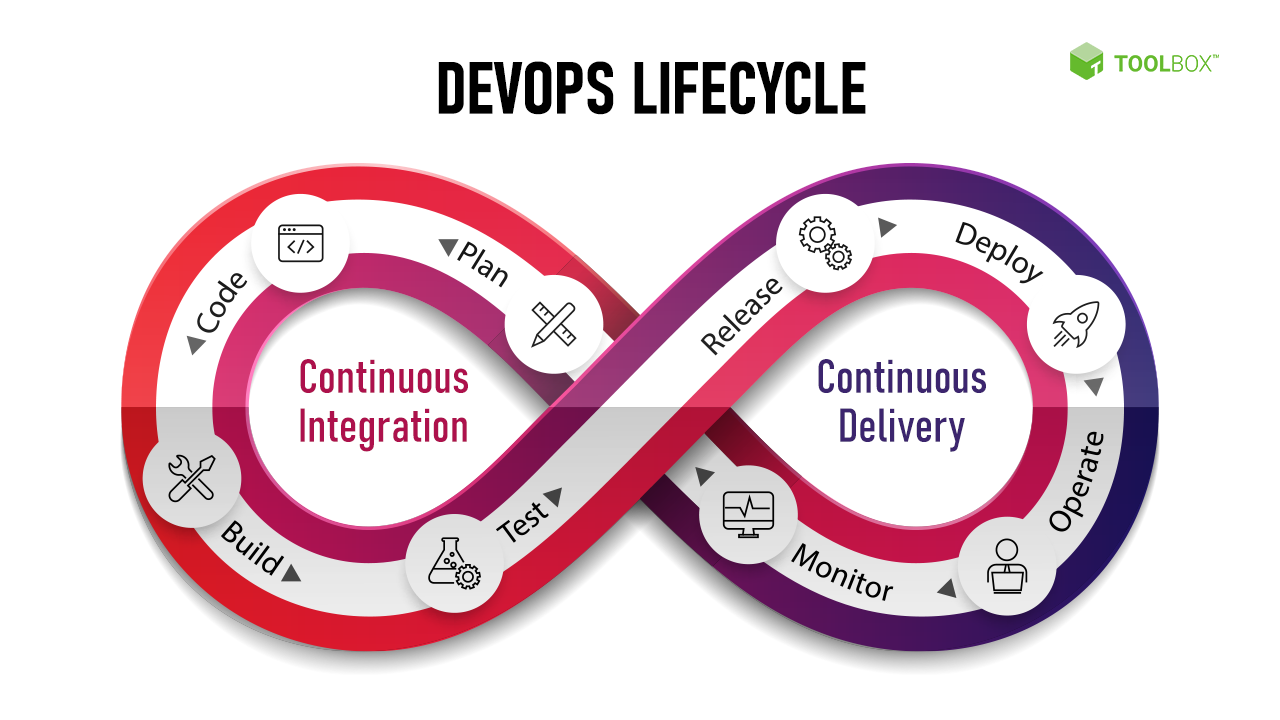 DEVOPS LIFECYCLE
TOOLBOX™
Plan
Code
Build
Test
Release
Deploy
Operate
Monitor
Continuous
Integration
Continuous
Delivery